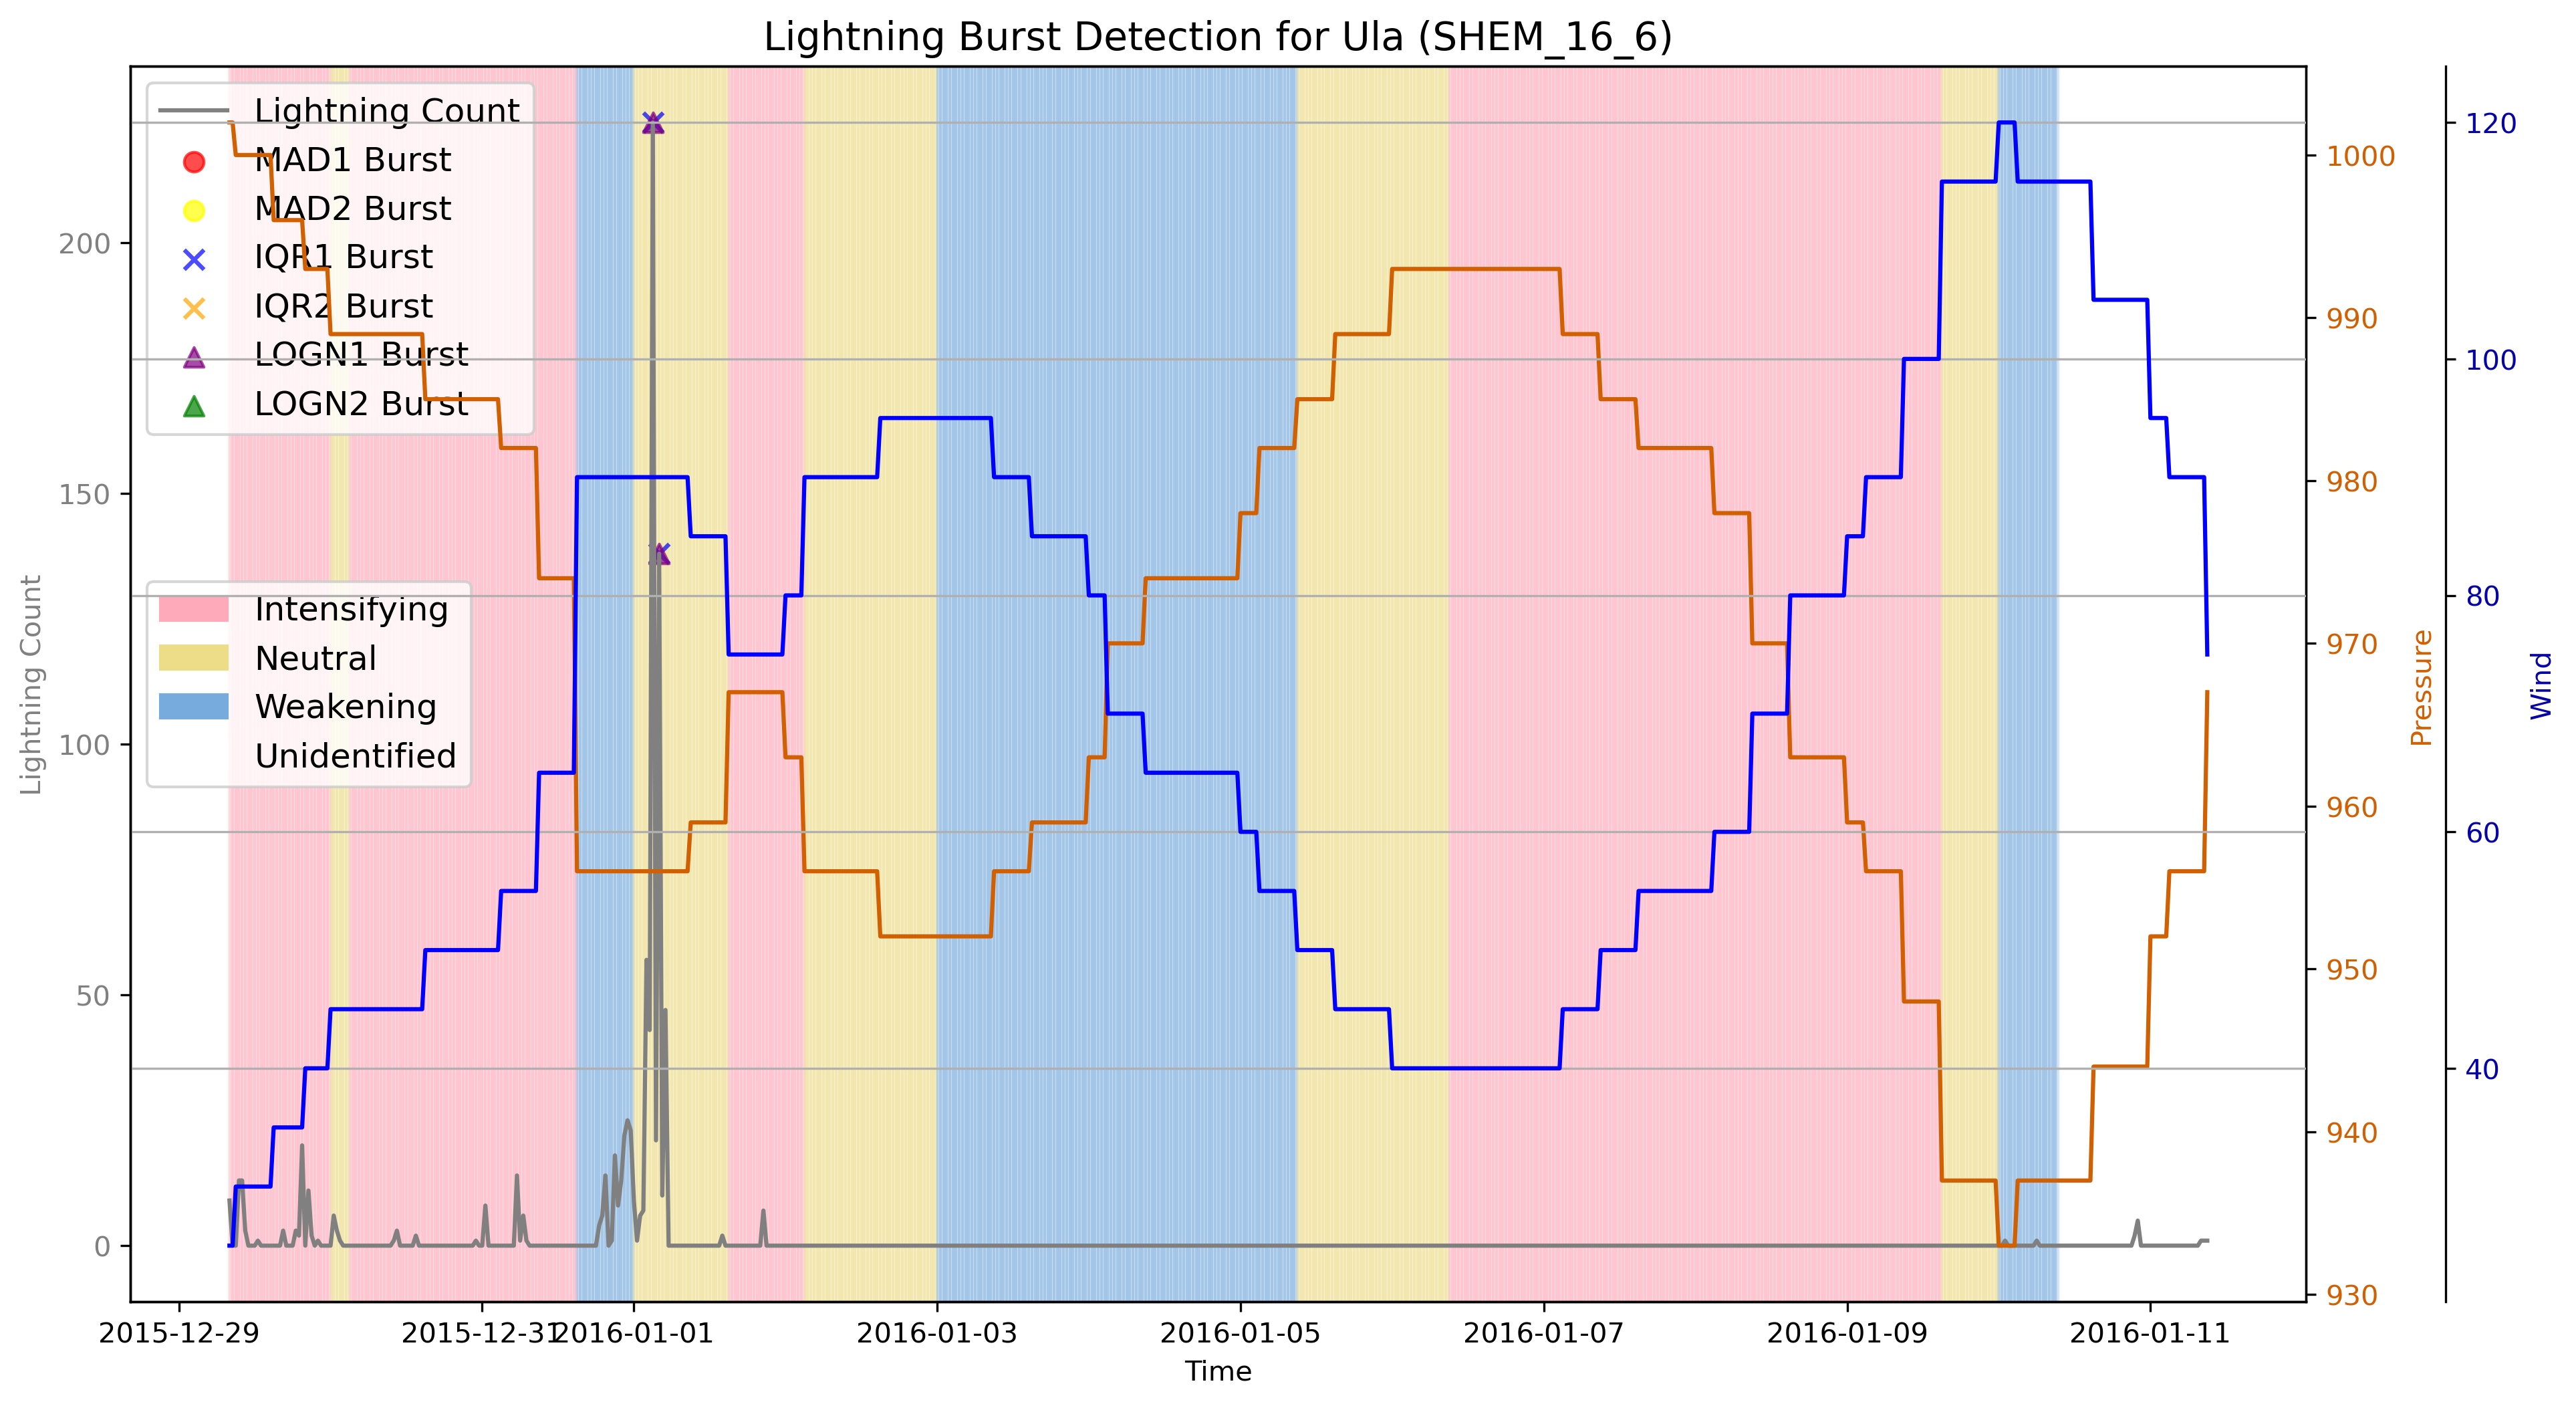 Lightning Burst Detection for Ula (SHEM_16_6)
Lightning Count
MAD1 Burst
MAD2 Burst
IQR1 Burst
IQR2 Burst
LOGN1 Burst
LOGN2 Burst
Intensifying
Neutral
Weakening
Unidentified
Lightning Count
200
150
100
50
0
1000
990
980
970
960
950
940
930
Pressure
120
100
80
60
40
Wind
2015-12-29
2015-12-31
2016-01-01
2016-01-03
2016-01-05
2016-01-07
2016-01-09
2016-01-11
Time